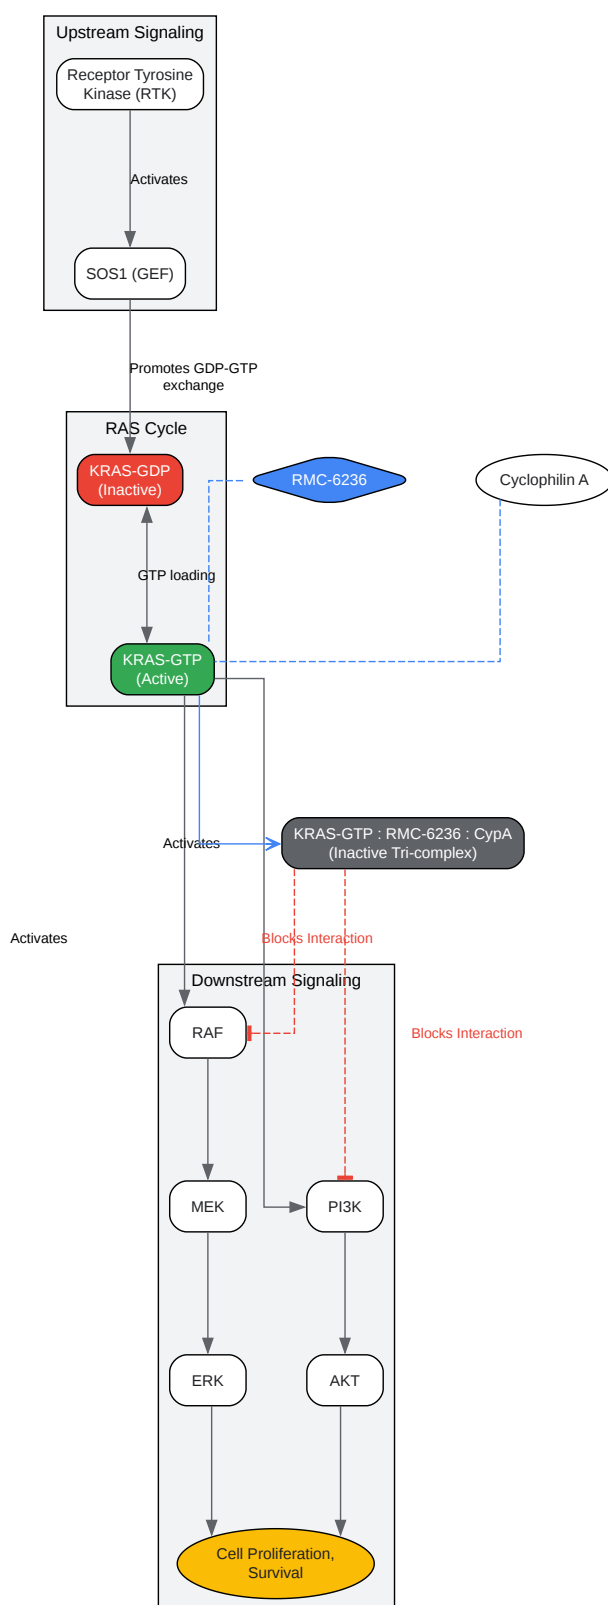 Upstream Signaling
Receptor Tyrosine
Kinase (RTK)
Activates
SOS1 (GEF)
Promotes GDP-GTP
exchange
RAS Cycle
KRAS-GDP
(Inactive)
RMC-6236
Cyclophilin A
GTP loading
KRAS-GTP
(Active)
KRAS-GTP : RMC-6236 : CypA
(Inactive Tri-complex)
Activates
Activates
Blocks Interaction
Downstream Signaling
RAF
Blocks Interaction
MEK
PI3K
ERK
AKT
Cell Proliferation,
Survival